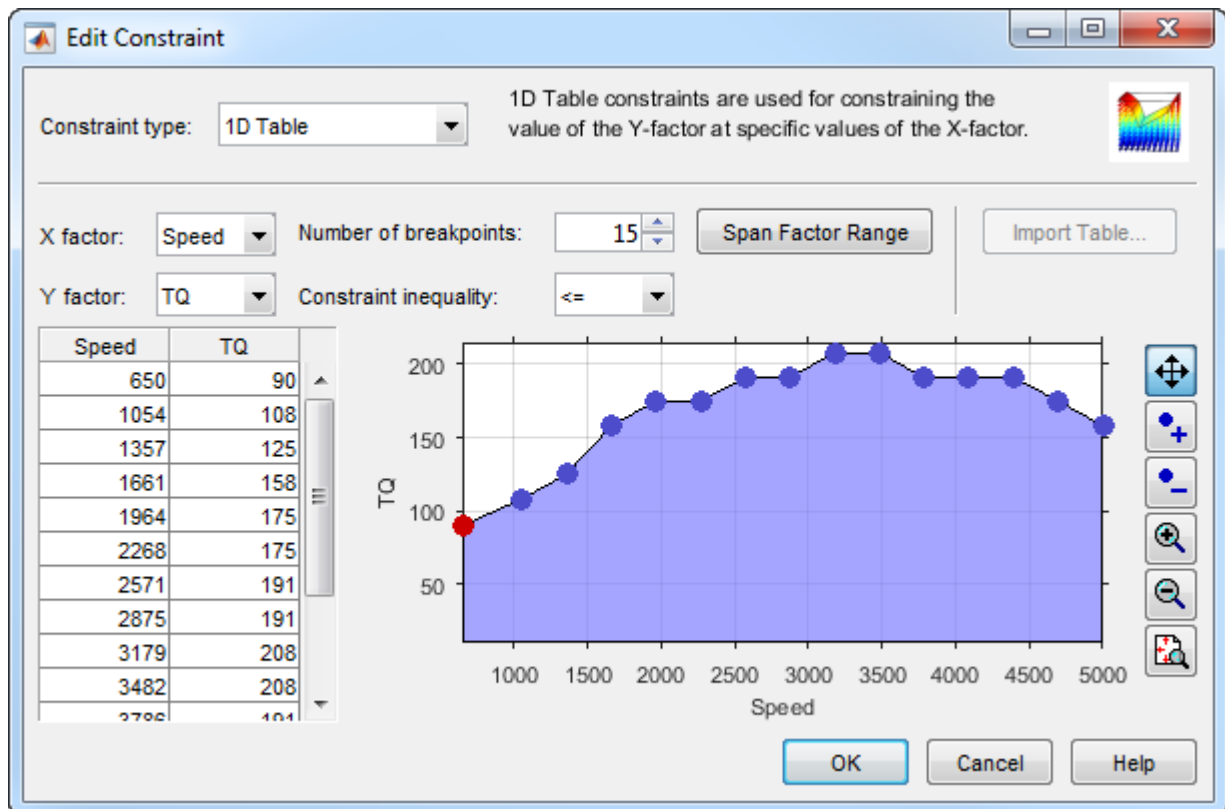 Edit Constraint
Constraint type:
1D Table
1D Table constraints are used for constraining the
value of the Y-factor at specific values of the X-factor.
X factor:
Speed
Number of breakpoints:
15
Span Factor Range
Import Table...
Y factor:
TQ
Constraint inequality:
<=
Speed TQ
650 90
1054 108
1357 125
1661 158
1964 175
2268 175
2571 191
2875 191
3179 208
3482 208
3786 191
200
150
100
50
TQ
1000 1500 2000 2500 3000 3500 4000 4500 5000
Speed
OK
Cancel
Help